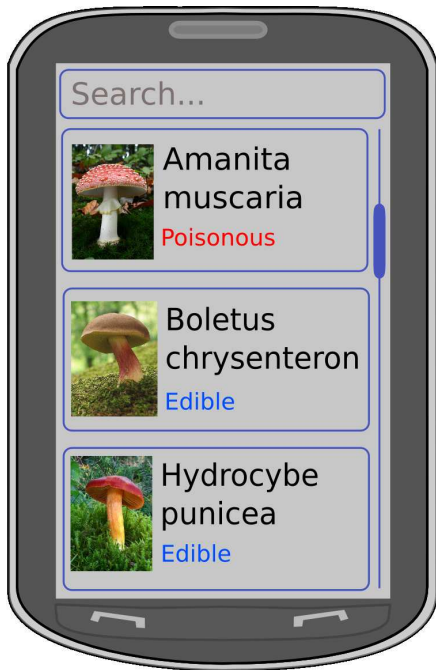 Search...
Amanita
muscaria
Poisonous
Boletus
chrysenteron
Edible
Hydrocybe
punicea
Edible